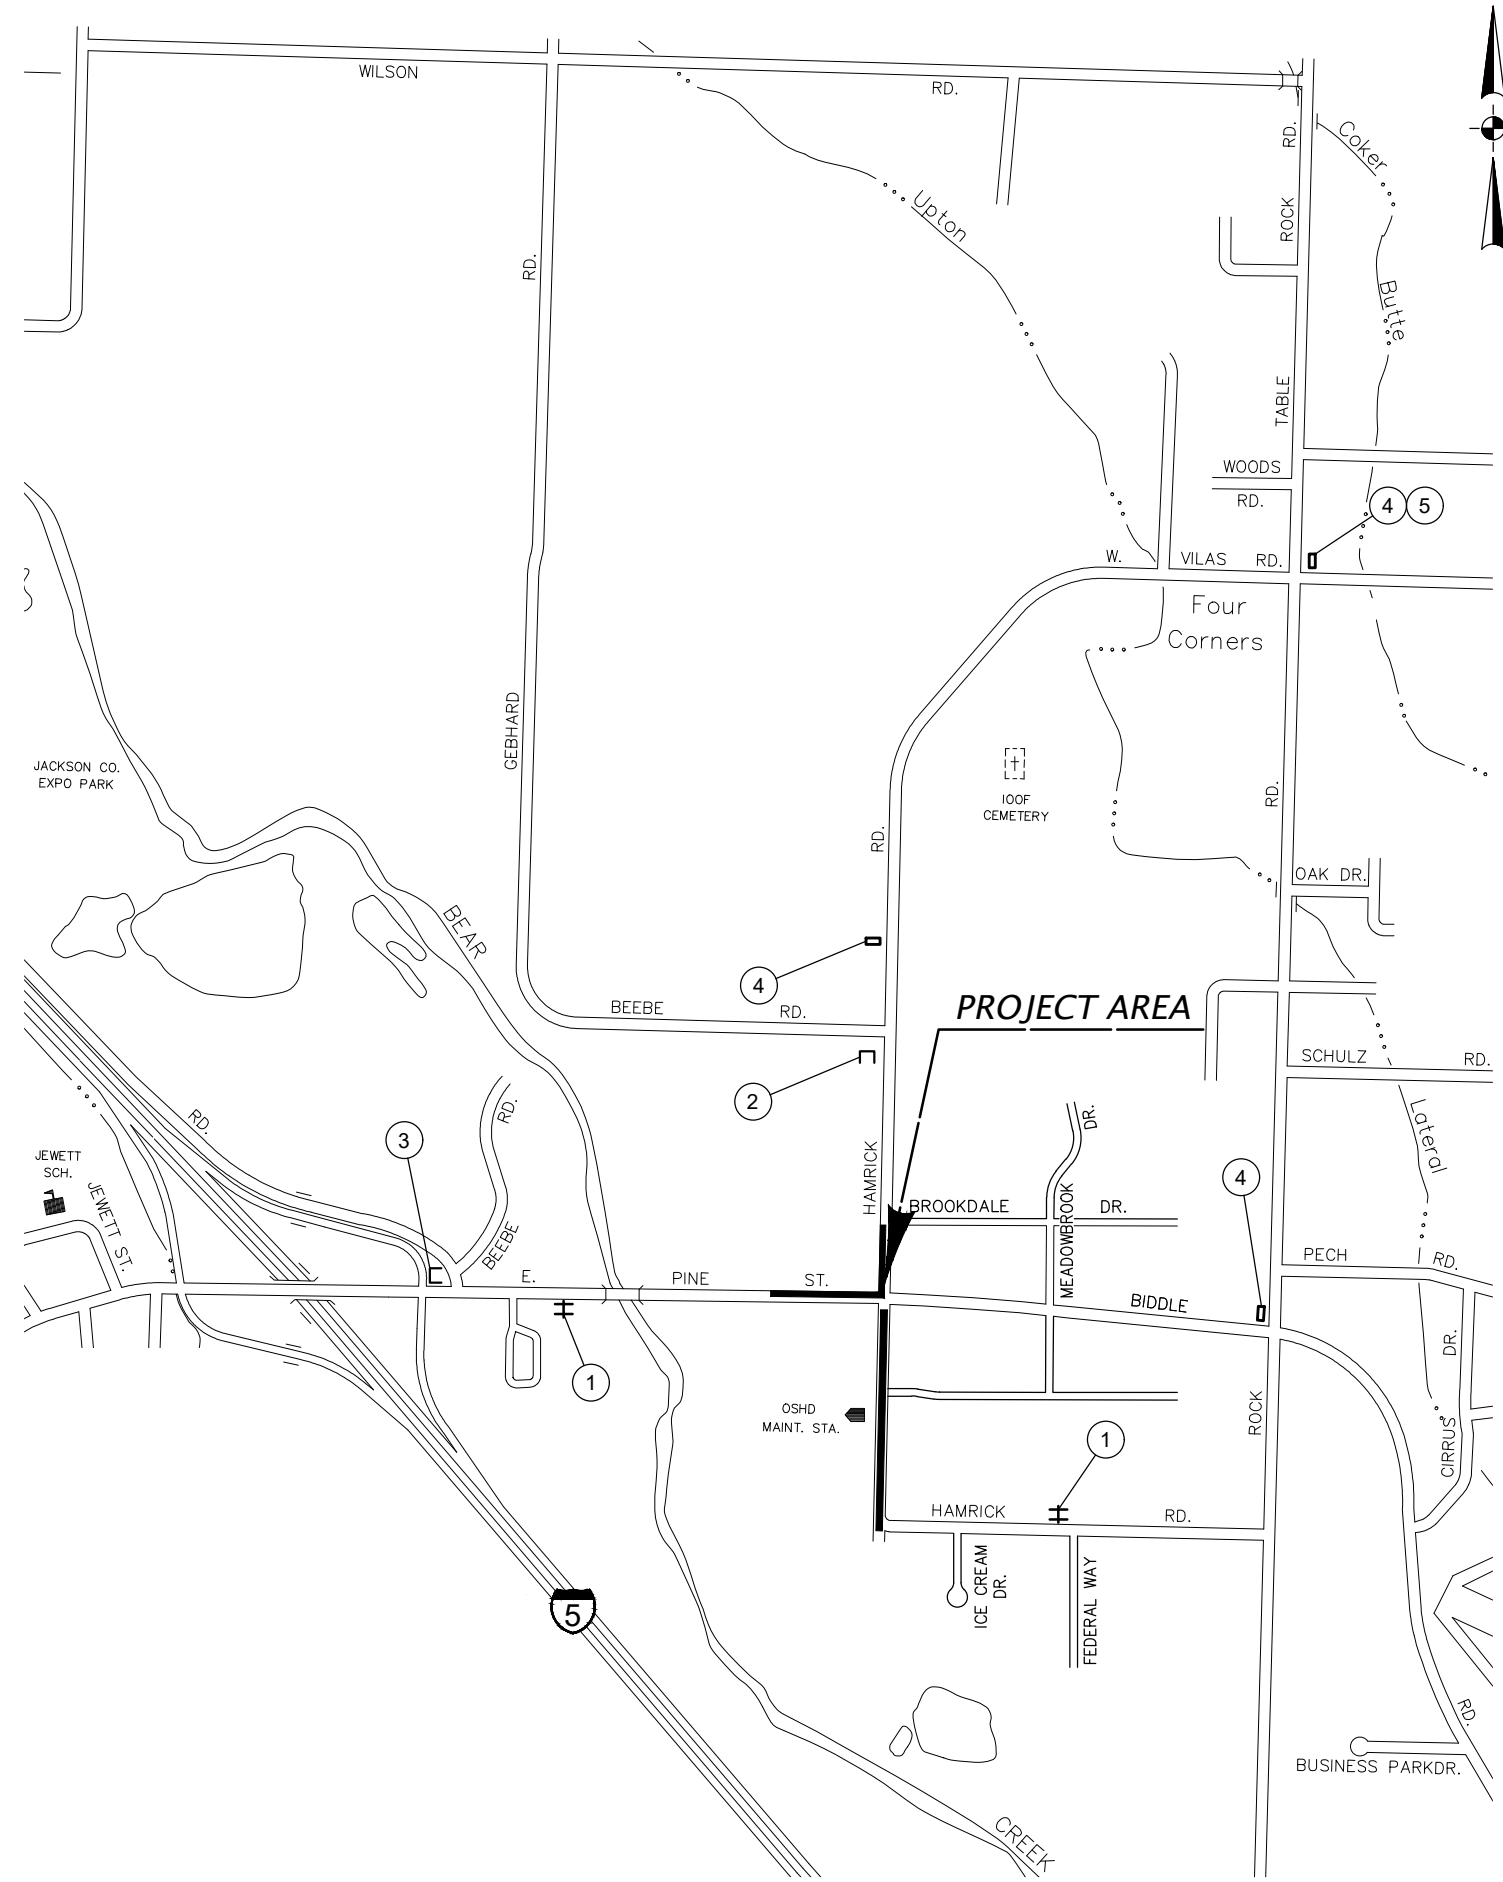 WILSON
RD.
RD.
Coker
Upton
ROCK
RD.
Butte
TABLE
WOODS
RD.
4 5
W.
VILAS
RD.
Four
Corners
GEBHARD
JACKSON CO.
EXPO PARK
IOOF
CEMETERY
RD.
RD.
OAK DR.
BEAR
4
BEEBE
RD.
PROJECT AREA
SCHULZ
RD.
2
RD.
3
RD.
JEWETT
SCH.
JEWETT ST.
DR.
Lateral
HAMRICK
4
BROOKDALE
DR.
MEADOWBROOK
BEEBE
E.
PINE
ST.
PECH
RD.
BIDDLE
1
DR.
OSHD
MAINT. STA.
ROCK
1
CIRRUS
HAMRICK
RD.
ICE CREAM
DR.
FEDERAL WAY
5
RD.
BUSINESS PARKDR.
CREEK